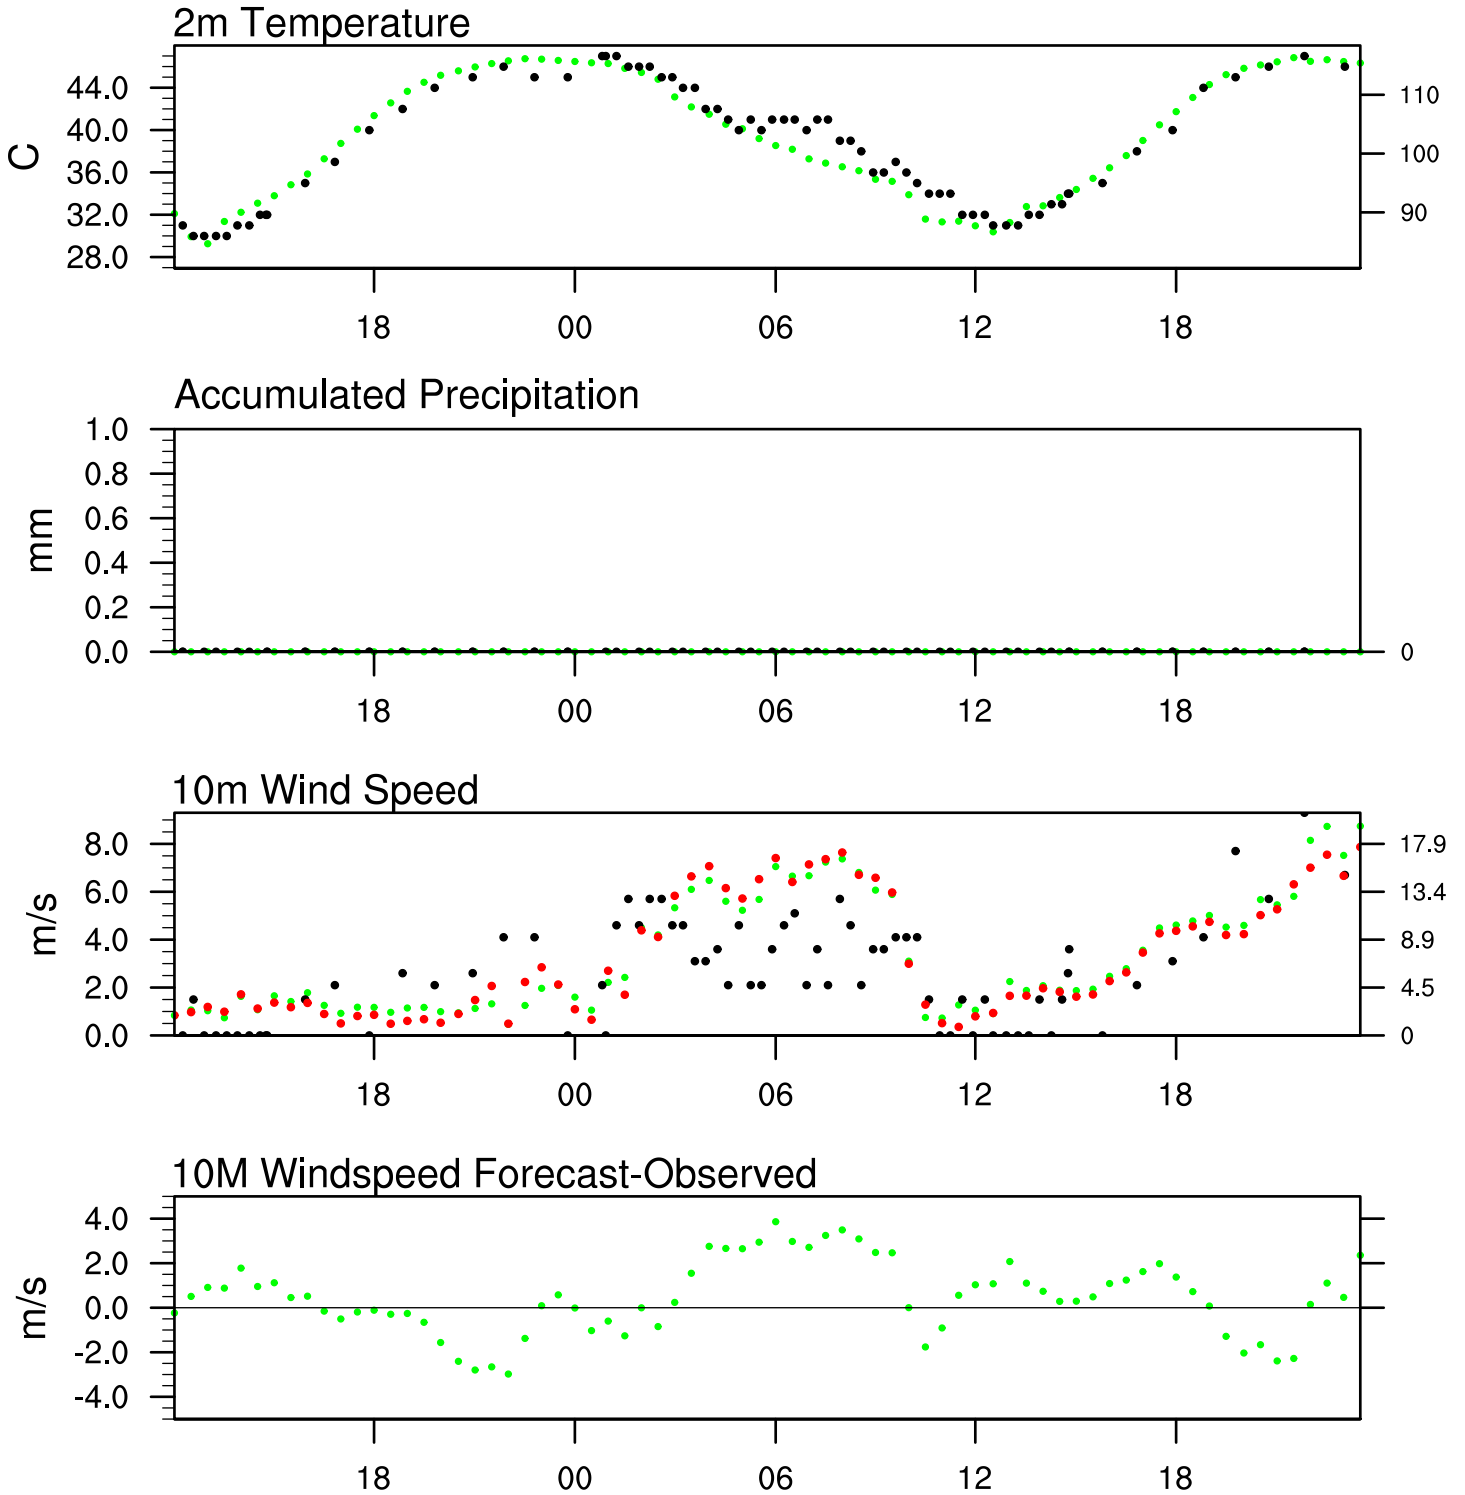 2m Temperature
C
44.0
40.0
36.0
32.0
28.0
110
100
90
18 00 06 12 18
Accumulated Precipitation
mm
1.0
0.8
0.6
0.4
0.2
0.0
0
18 00 06 12 18
10m Wind Speed
m/s
8.0
6.0
4.0
2.0
0.0
17.9
13.4
8.9
4.5
0
18 00 06 12 18
10M Windspeed Forecast-Observed
m/s
4.0
2.0
0.0
-2.0
-4.0
18 00 06 12 18